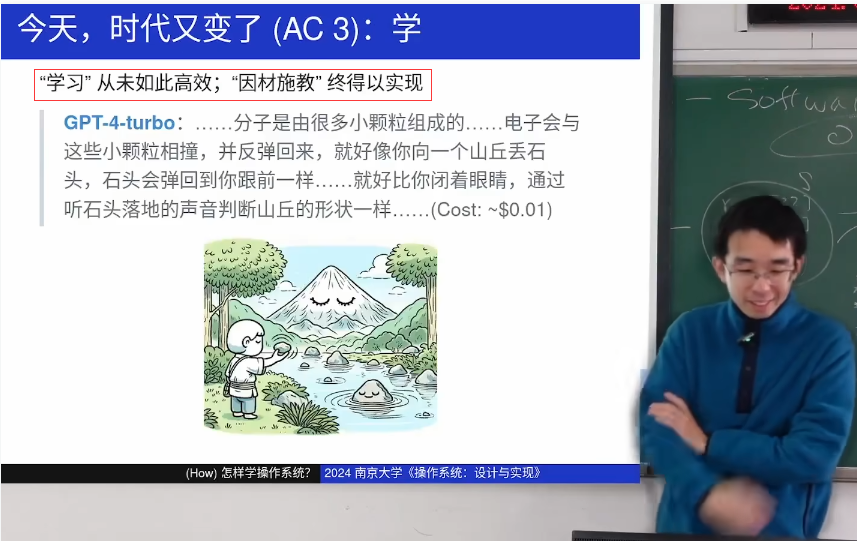 今天，时代又变了 (AC 3)：学
“学习” 从未如此高效；“因材施教” 终得以实现
GPT-4-turbo：……分子是由很多小颗粒组成的……电子会与
这些小颗粒相撞，并反弹回来，就好像你向一个山丘丢石
头，石头会弹回到你跟前一样……就好比你闭着眼睛，通过
听石头落地的声音判断山丘的形状一样……(Cost: ~$0.01)
(How) 怎样学操作系统？
2024 南京大学《操作系统：设计与实现》